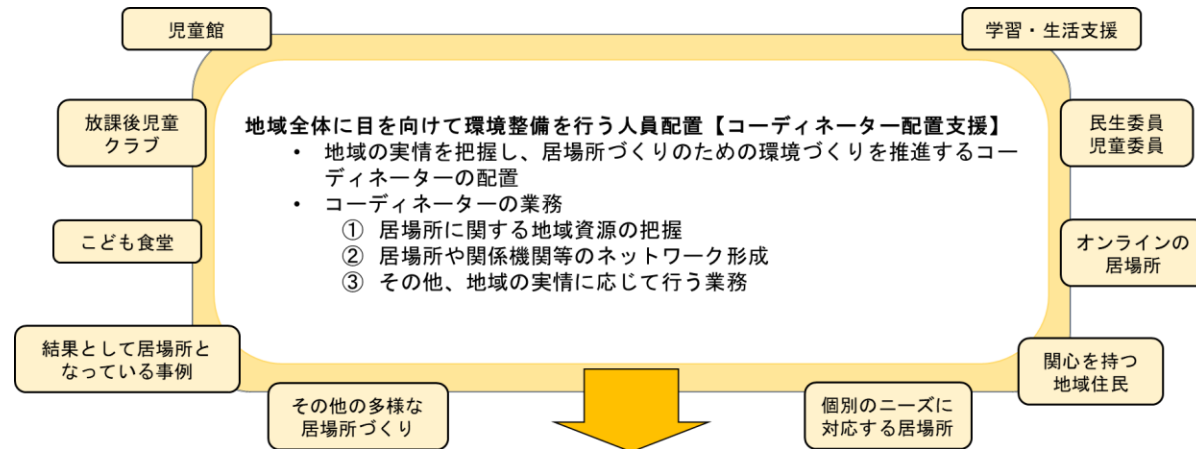 児童館
学習・生活支援
放課後児童
クラブ
民生委員
児童委員
地域全体に目を向けて環境整備を行う人員配置【コーディネーター配置支援】
• 地域の実情を把握し、居場所づくりのための環境づくりを推進するコー
ディネーターの配置
• コーディネーターの業務
① 居場所に関する地域資源の把握
② 居場所や関係機関等のネットワーク形成
③ その他、地域の実情に応じて行う業務
こども食堂
オンラインの
居場所
結果として居場所と
なっている事例
関心を持つ
地域住民
その他の多様な
居場所づくり
個別のニーズに
対応する居場所